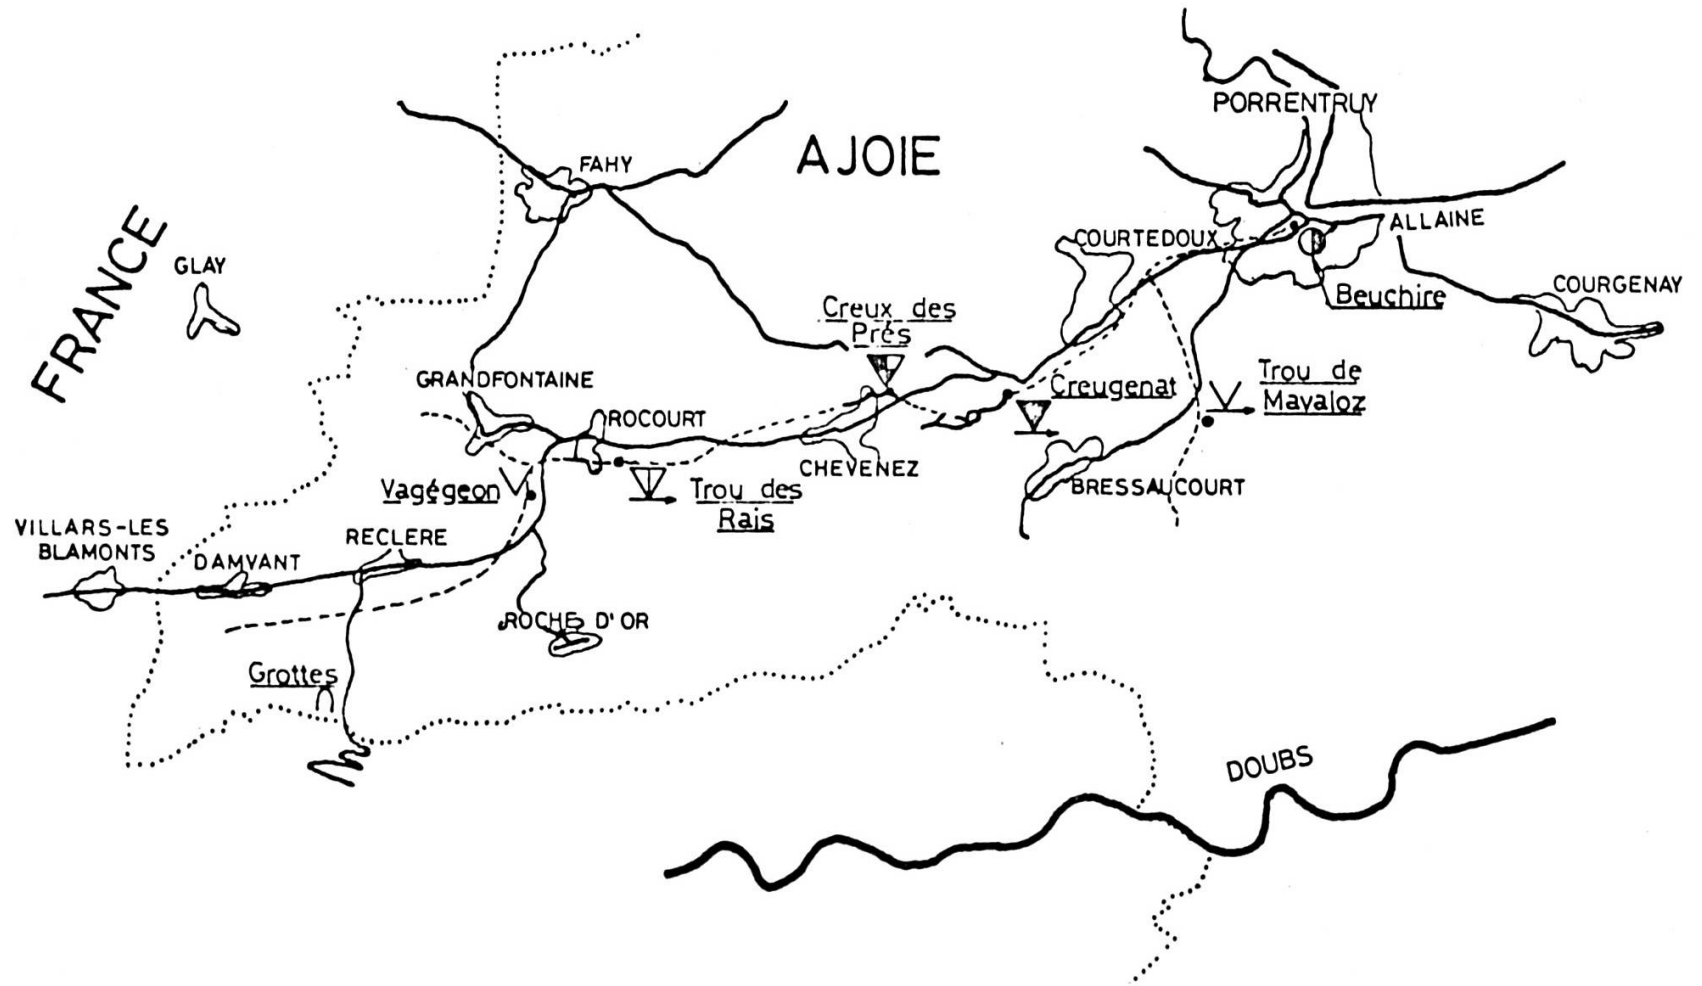 PORRENTRUY
AJOIE
FAHY
FRANCE
GLAY
COURTEDOUX
ALLAINE
COURGENAY
Beuchire
Creux des
Prés
GRANDFONTAINE
Creugenat
Trou de
Mavaloz
ROCOURT
CHEVENEZ
BRESSAUCOURT
Vagégeon
Trou des
Rais
VILLARS-LES
BLAMONTS
DAMVANT
RECLERE
ROCHE D'OR
Grottes
DOUBS